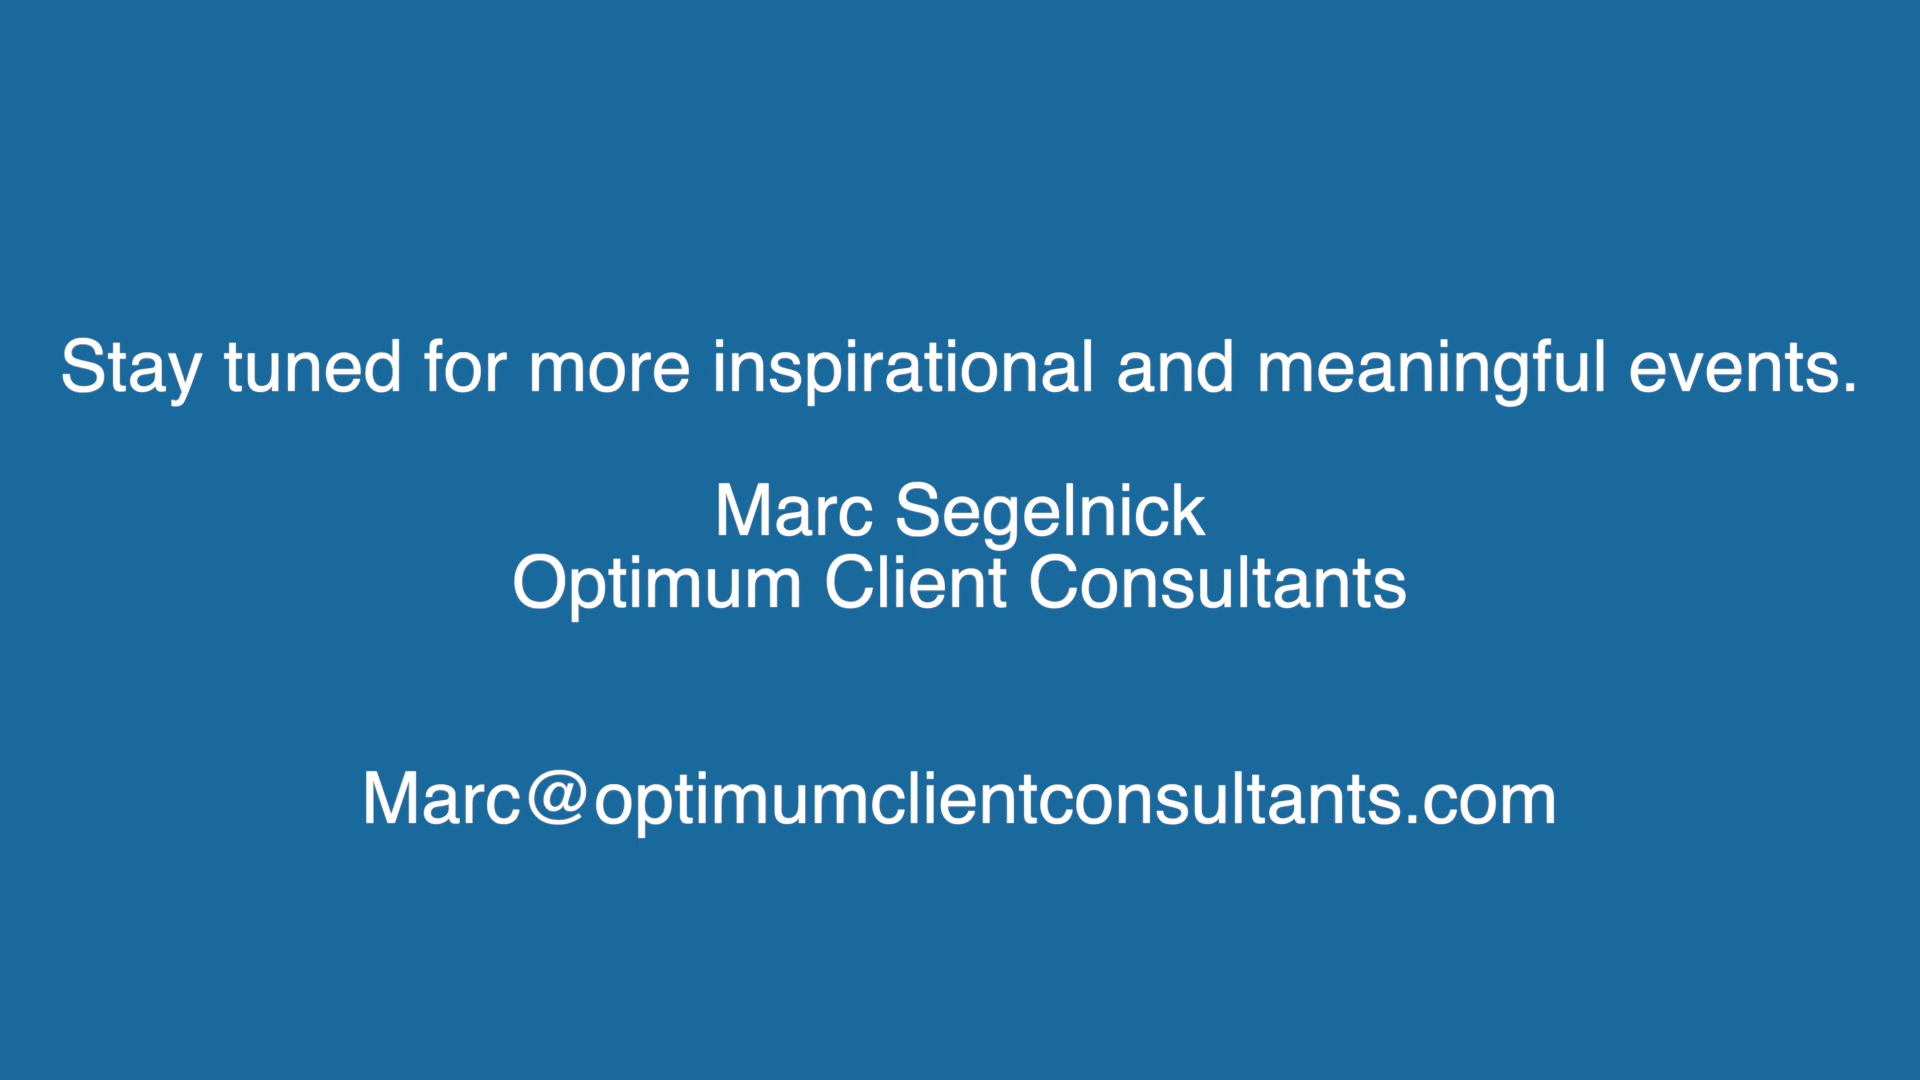 Stay tuned for more inspirational and meaningful events.
Marc Segelnick
Optimum Client Consultants
Marc@optimumclientconsultants.com